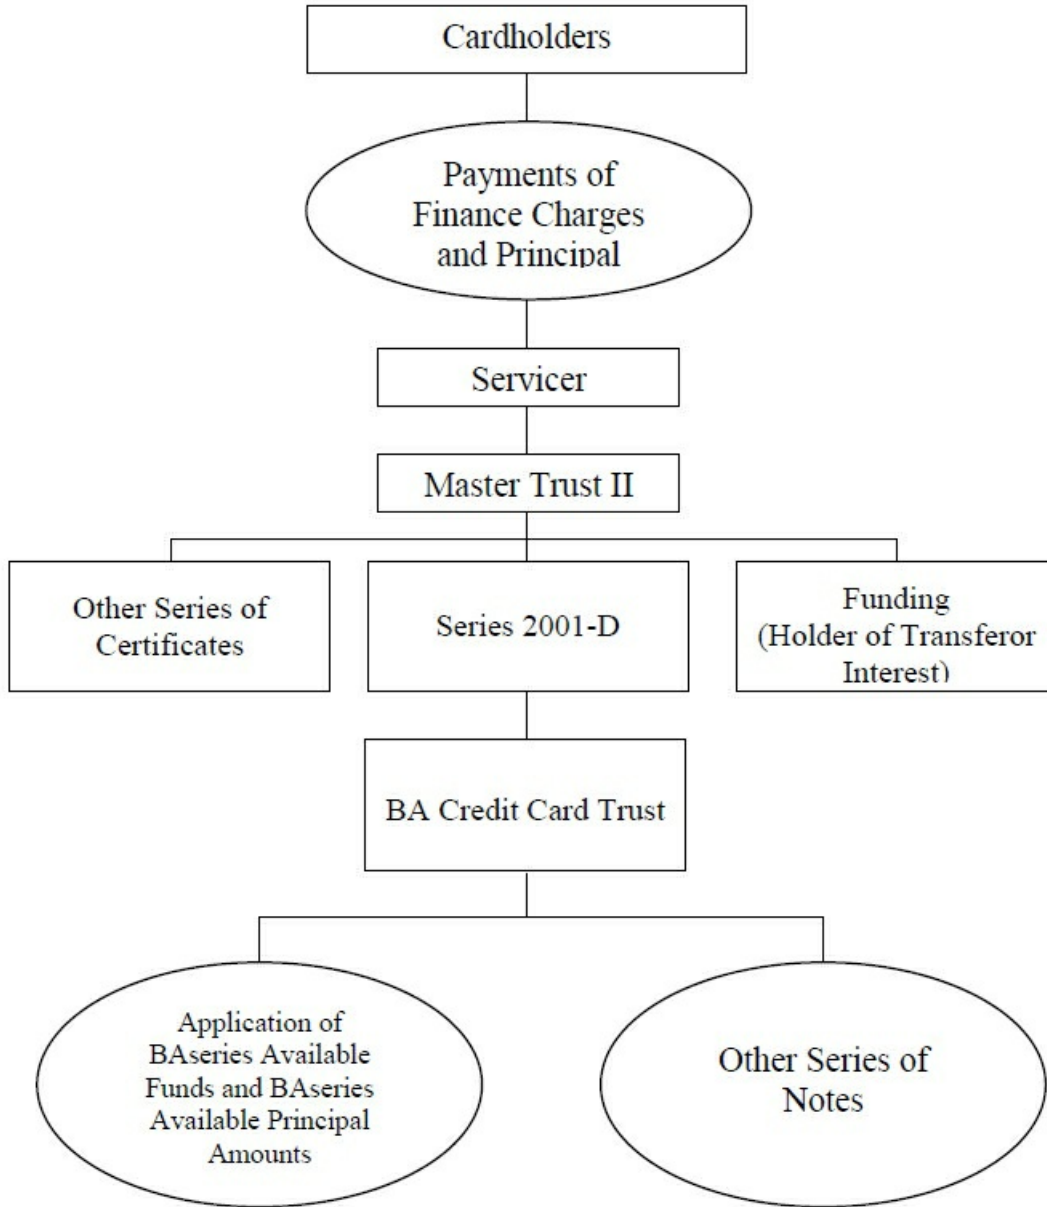 Cardholders
Payments of
Finance Charges
and Principal
Servicer
Master Trust II
Other Series of
Certificates
Series 2001-D
Funding
(Holder of Transferor
Interest)
BA Credit Card Trust
Application of
BAseries Available
Funds and BAseries
Available Principal
Amounts
Other Series of
Notes